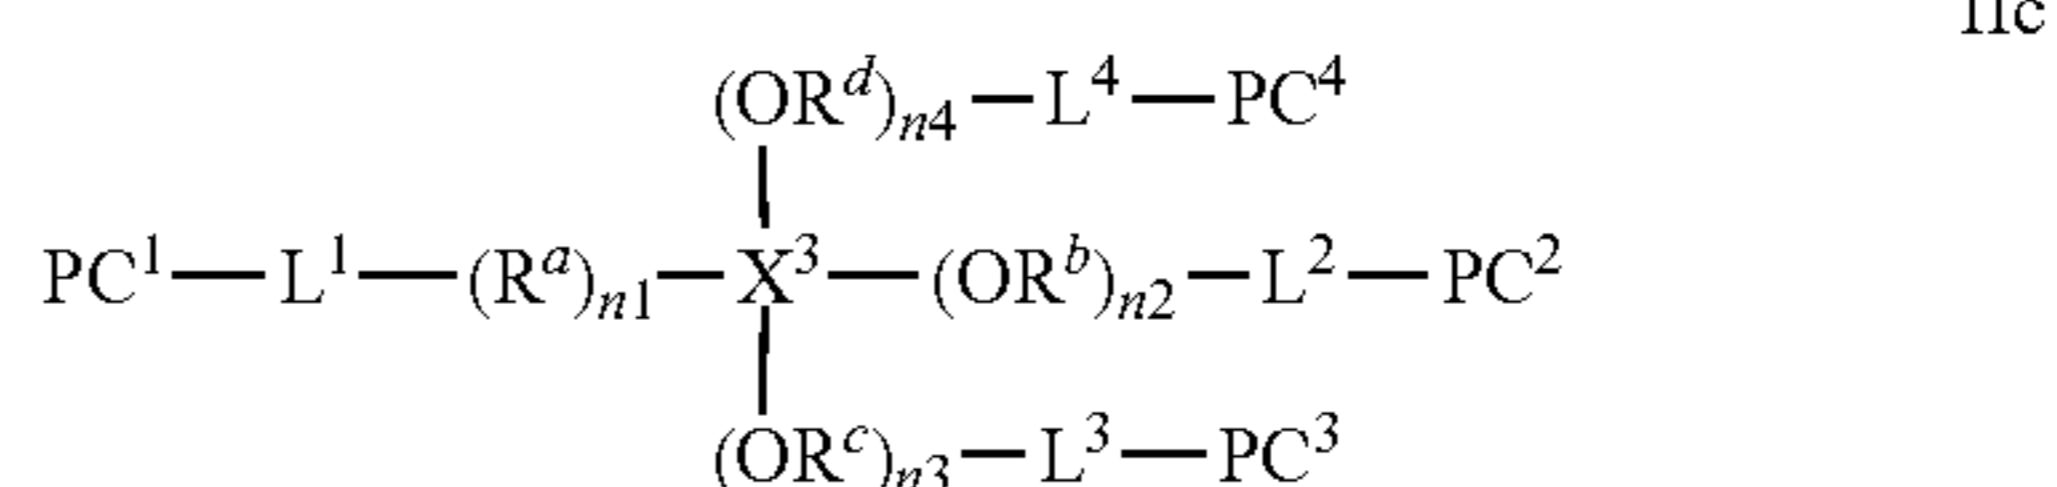 IIc
(OR^d)_n4—L^4—PC^4
PC^1—L^1—(R^a)_n1—X^3—(OR^b)_n2—L^2—PC^2
(OR^c)_n3—L^3—PC^3